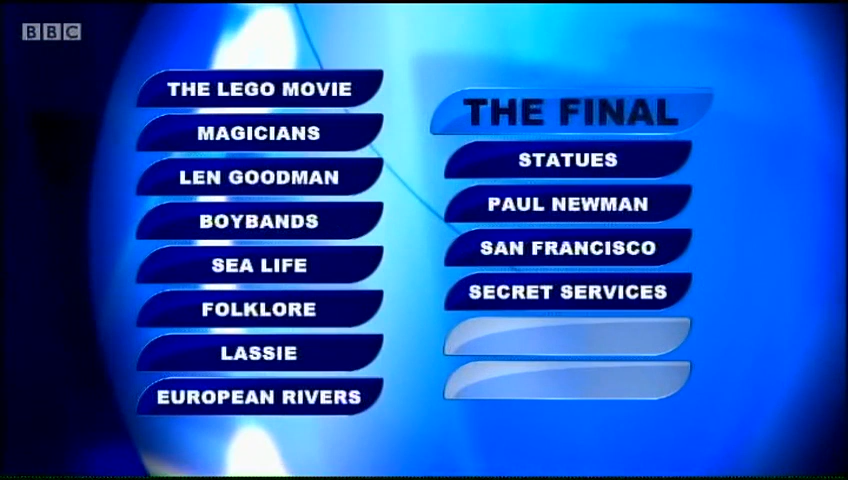 BBC
THE LEGO MOVIE
MAGICIANS
LEN GOODMAN
BOYBANDS
SEA LIFE
FOLKLORE
LASSIE
EUROPEAN RIVERS
THE FINAL
STATUES
PAUL NEWMAN
SAN FRANCISCO
SECRET SERVICES